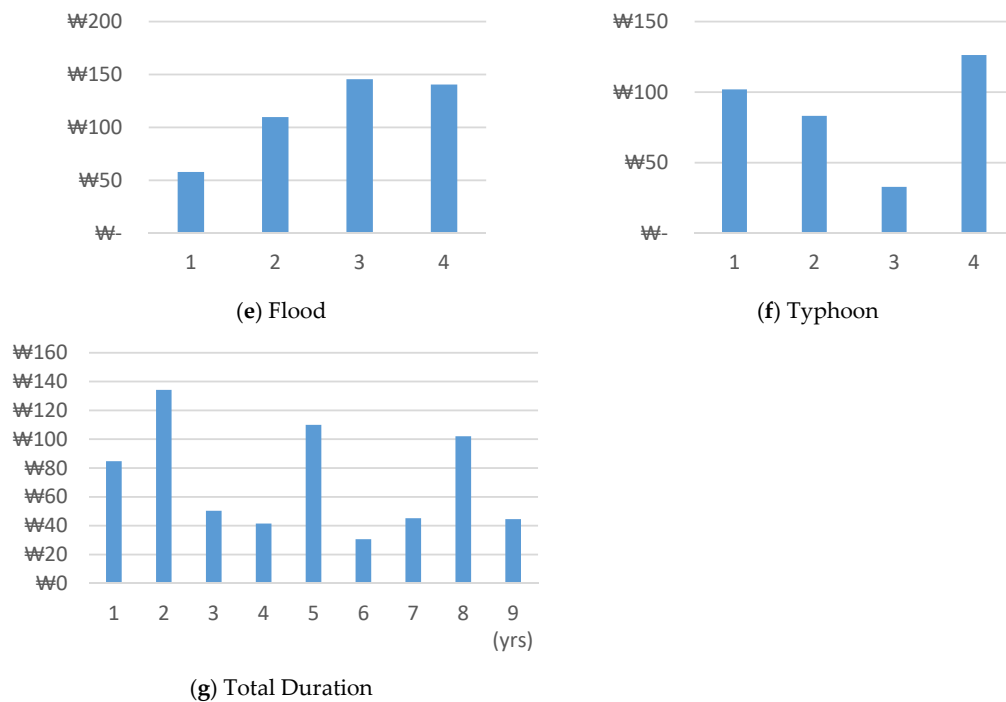 ₩200
₩150
₩100
₩50
₩-
1 2 3 4
(e) Flood
₩150
₩100
₩50
₩-
1 2 3 4
(f) Typhoon
₩160
₩140
₩120
₩100
₩80
₩60
₩40
₩20
₩0
1 2 3 4 5 6 7 8 9
(yrs)
(g) Total Duration